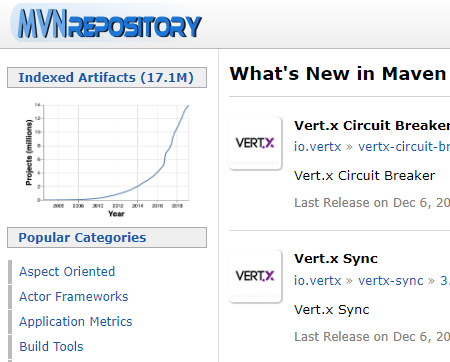 MVNREPOSITORY
Indexed Artifacts (17.1M)
Projects (millions)
14
12
10
8
6
4
2
0
2006 2008 2010 2012 2014 2016 2018
Year
Popular Categories
Aspect Oriented
Actor Frameworks
Application Metrics
Build Tools
What's New in Maven
VERT.X
Vert.x Circuit Breaker
io.vertx » vertx-circuit-br
Vert.x Circuit Breaker
Last Release on Dec 6, 20
VERT.X
Vert.x Sync
io.vertx » vertx-sync » 3.
Vert.x Sync
Last Release on Dec 6, 20